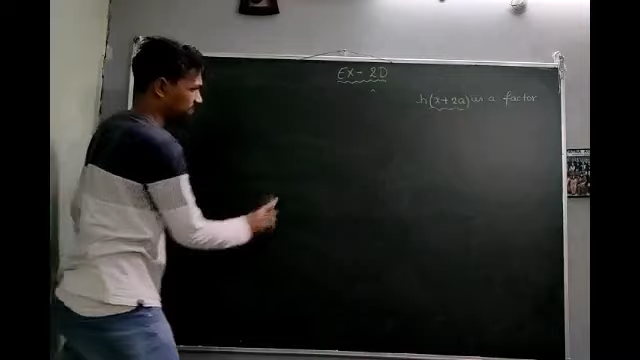 EX - 2D
h(x+2a) is a factor